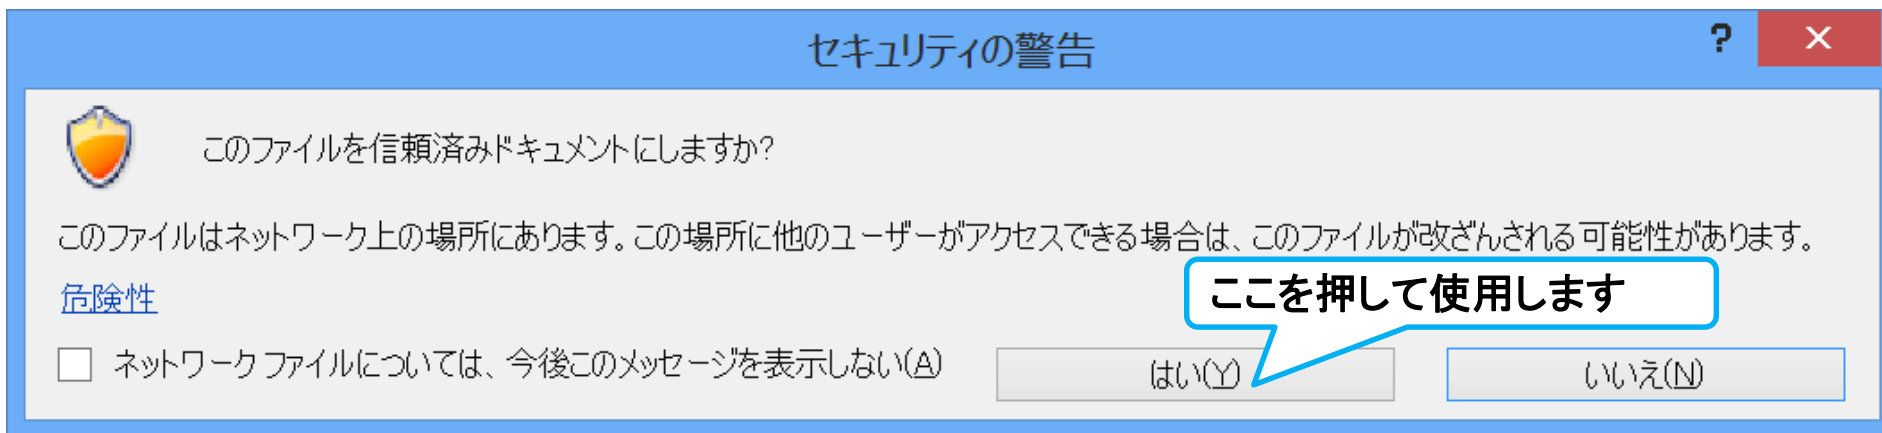 セキュリティの警告
?
このファイルを信頼済みドキュメントにしますか?
このファイルはネットワーク上の場所にあります。この場所に他のユーザーがアクセスできる場合は、このファイルが改ざんされる可能性があります。
危険性
ここを押して使用します
ネットワーク ファイルについては、今後このメッセージを表示しない(A)
はい(Y)
いいえ(N)